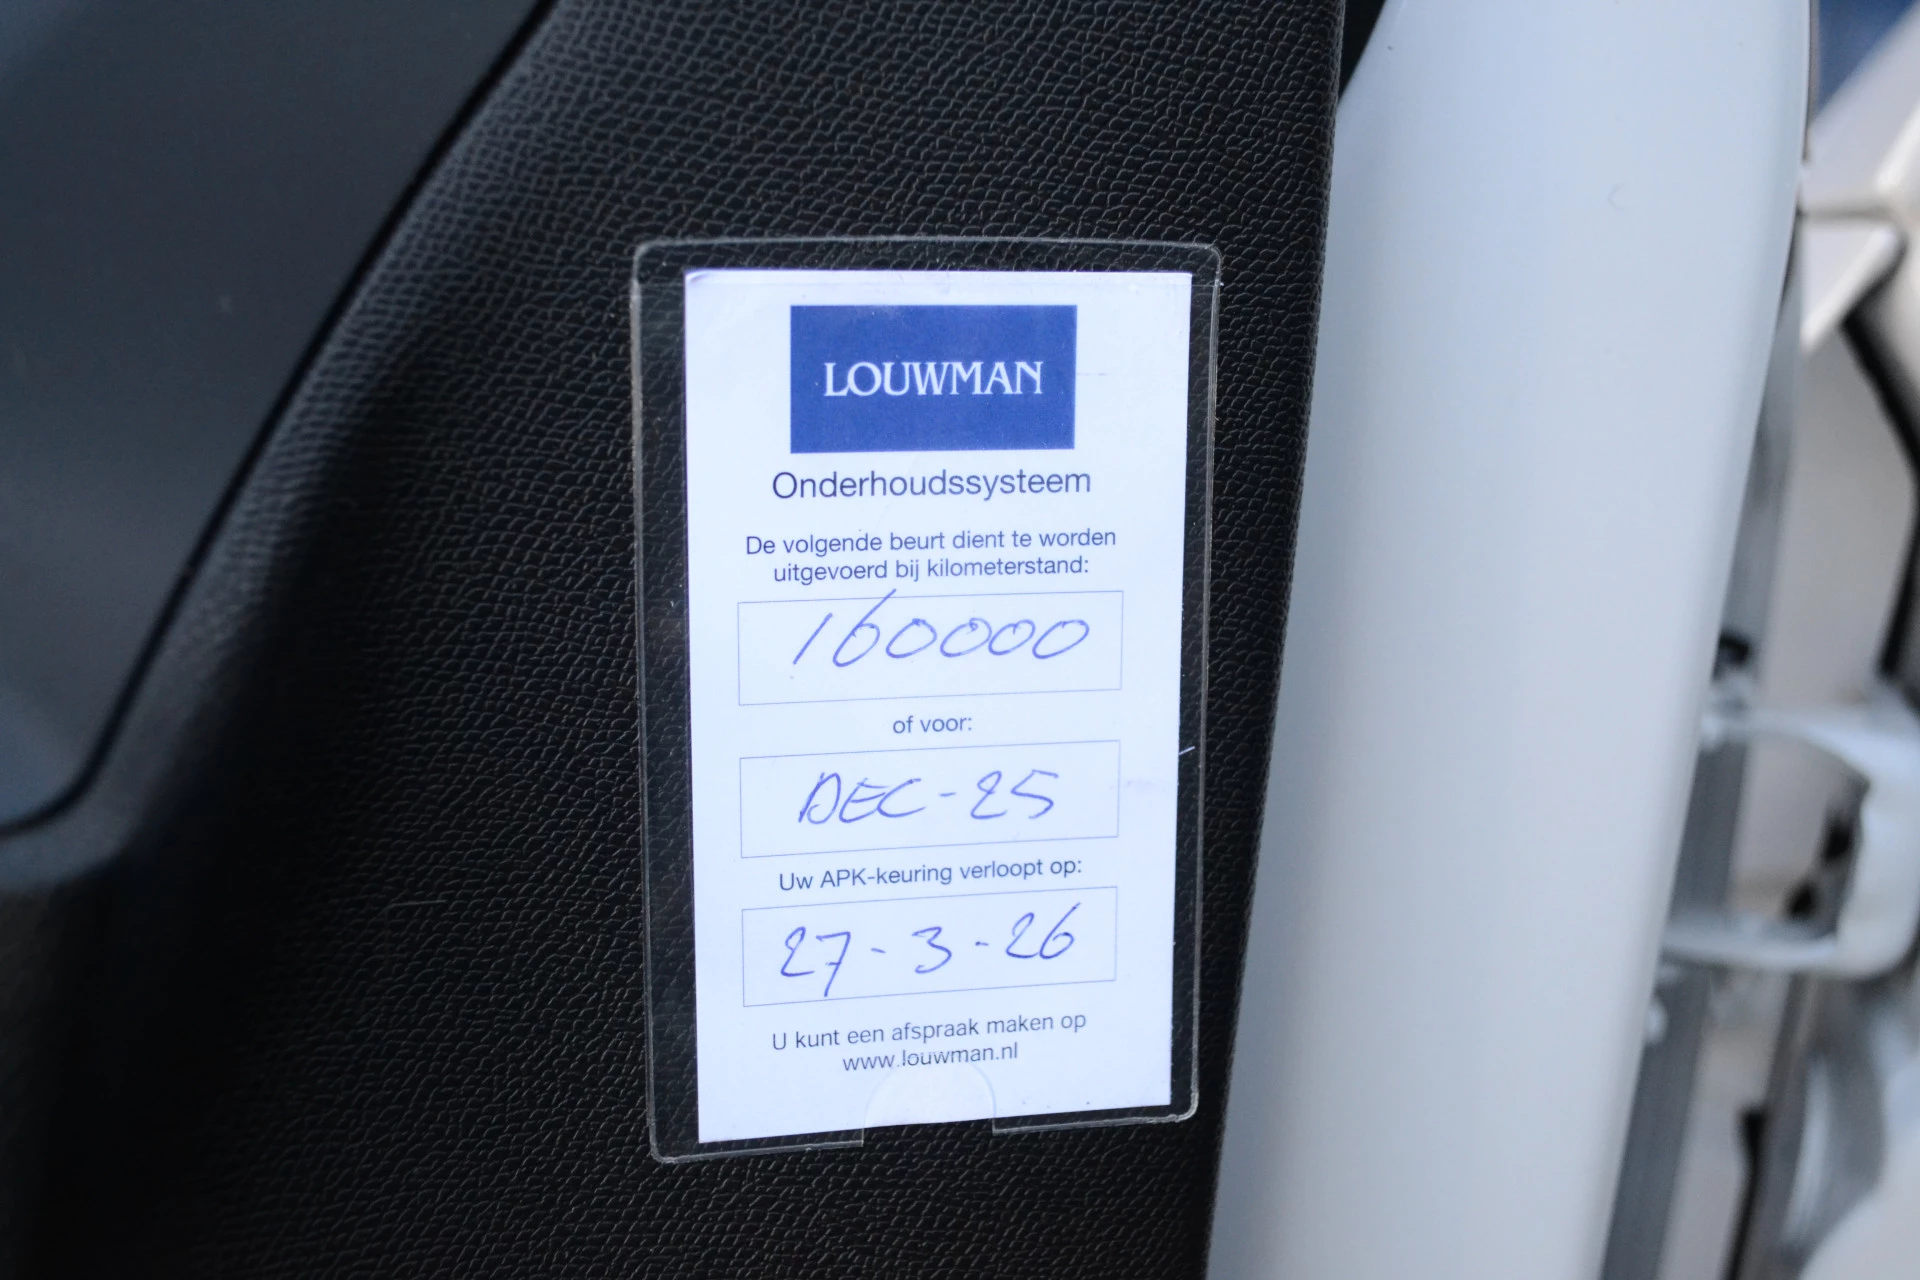 LOUWMAN
Onderhoudssysteem
De volgende beurt dient te worden
uitgevoerd bij kilometerstand:
160000
of voor:
DEC-25
Uw APK-keuring verloopt op:
27-3-26
U kunt een afspraak maken op
www.louwman.nl